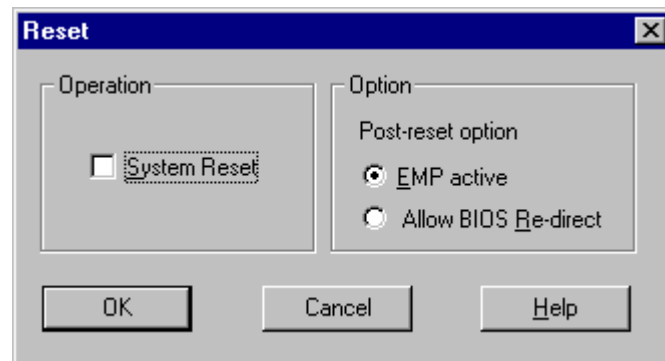 Reset
Operation
System Reset
Option
Post-reset option
EMP active
Allow BIOS Re-direct
OK
Cancel
Help